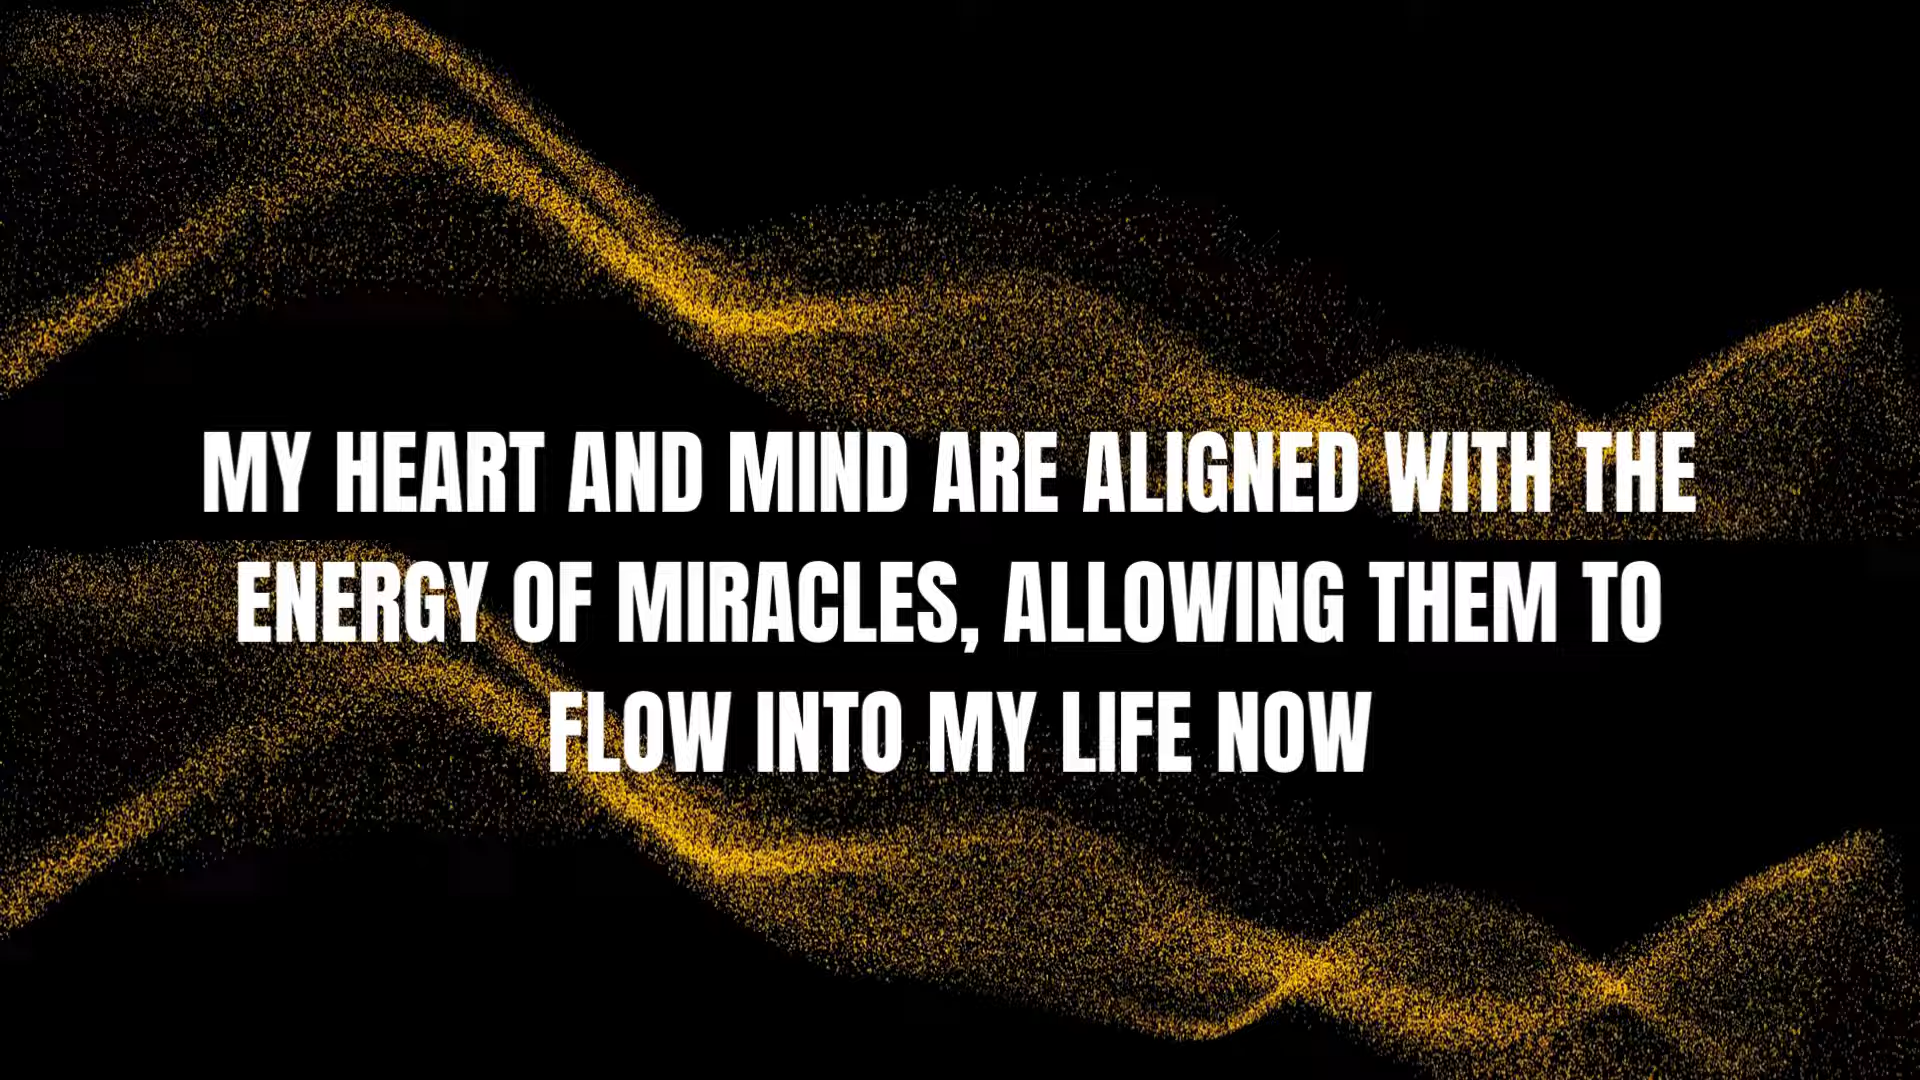 MY HEART AND MIND ARE ALIGNED WITH THE
ENERGY OF MIRACLES, ALLOWING THEM TO
FLOW INTO MY LIFE NOW